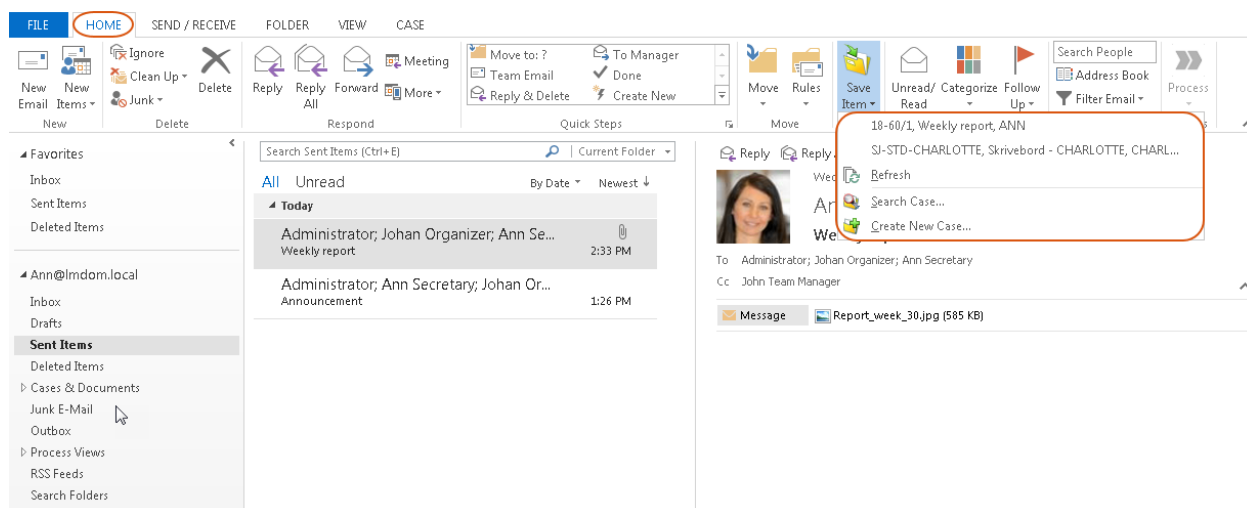 FILE HOME SEND / RECEIVE FOLDER VIEW CASE
New Email
New Items
Ignore
Clean Up
Junk
Delete
Reply
Reply All
Forward
Meeting
More
Move to: ?
Team Email
Reply & Delete
To Manager
Done
Create New
Move
Rules
Save Item
Unread/ Read
Categorize
Follow Up
Search People
Address Book
Filter Email
Process
New Delete Respond Quick Steps Move
18-60/1, Weekly report, ANN
SJ-STD-CHARLOTTE, Skrivebord - CHARLOTTE, CHARL...
Refresh
Search Case...
Create New Case...
Favorites
Inbox
Sent Items
Deleted Items
Ann@lmdom.local
Inbox
Drafts
Sent Items
Deleted Items
Cases & Documents
Junk E-Mail
Outbox
Process Views
RSS Feeds
Search Folders
Search Sent Items (Ctrl+E) Current Folder
All Unread By Date Newest
Today
Administrator; Johan Organizer; Ann Se...
Weekly report 2:33 PM
Administrator; Ann Secretary; Johan Or...
Announcement 1:26 PM
Reply Reply
To Administrator; Johan Organizer; Ann Secretary
Cc John Team Manager
Message Report_week_30.jpg (585 KB)